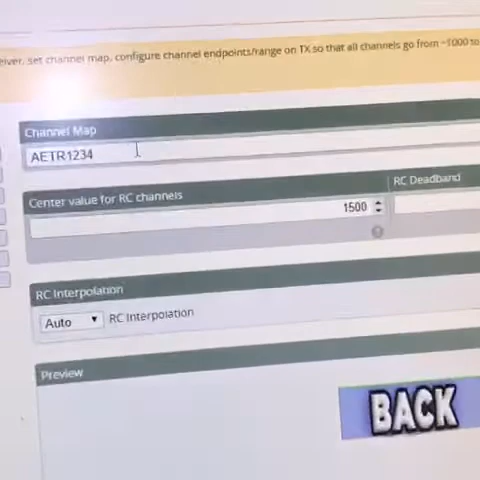 eiver, set channel map, configure channel endpoints/range on TX so that all channels go from ~1000 to
Channel Map
AETR1234
Center value for RC channels
RC Deadband
1500
RC Interpolation
Auto RC Interpolation
Preview
BACK